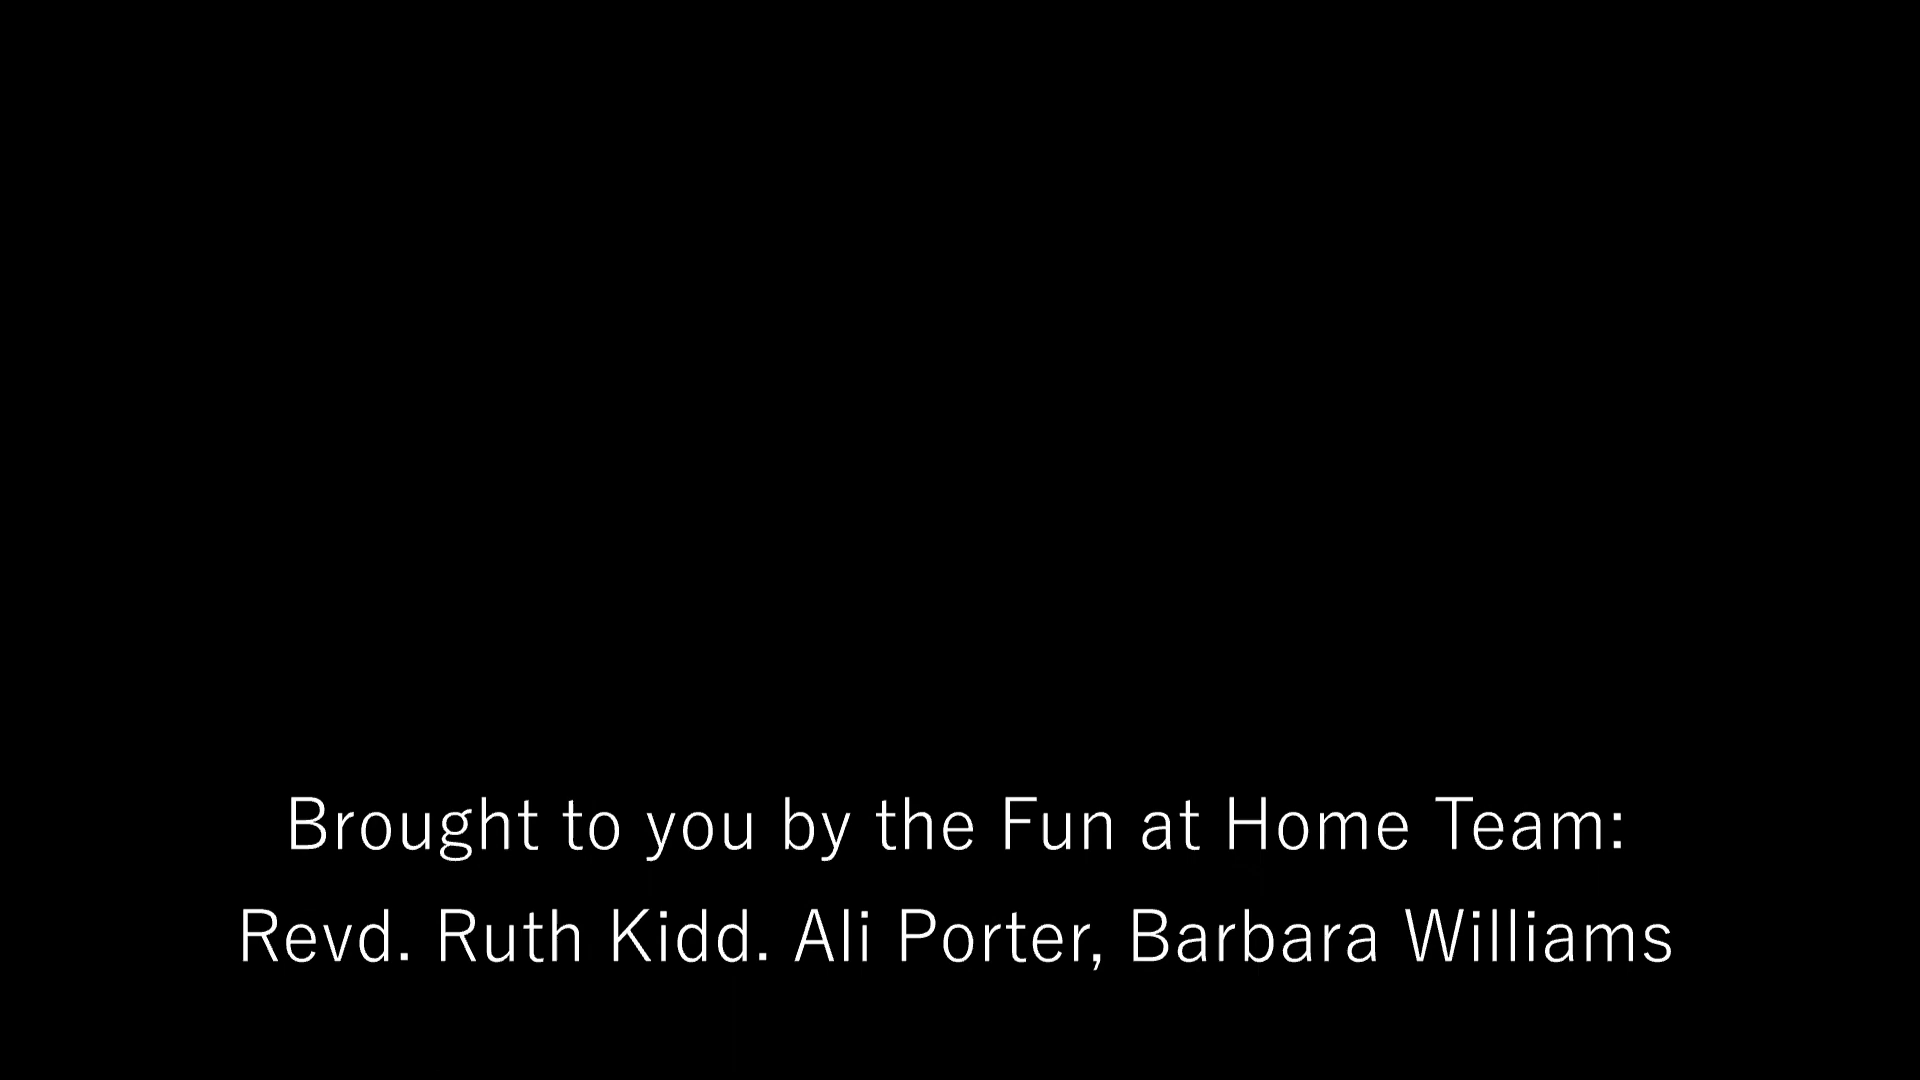 Brought to you by the Fun at Home Team:
Revd. Ruth Kidd. Ali Porter, Barbara Williams